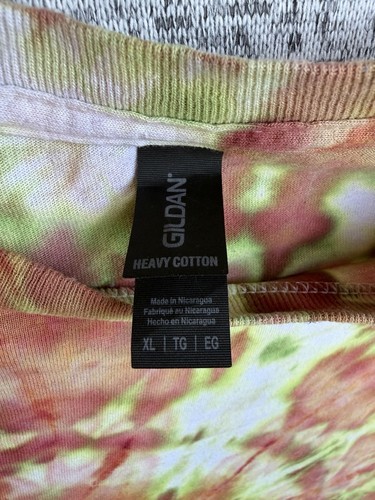 GILDAN
HEAVY COTTON
Made in Nicaragua
Fabriqué au Nicaragua
Hecho en Nicaragua
XL | TG | EG